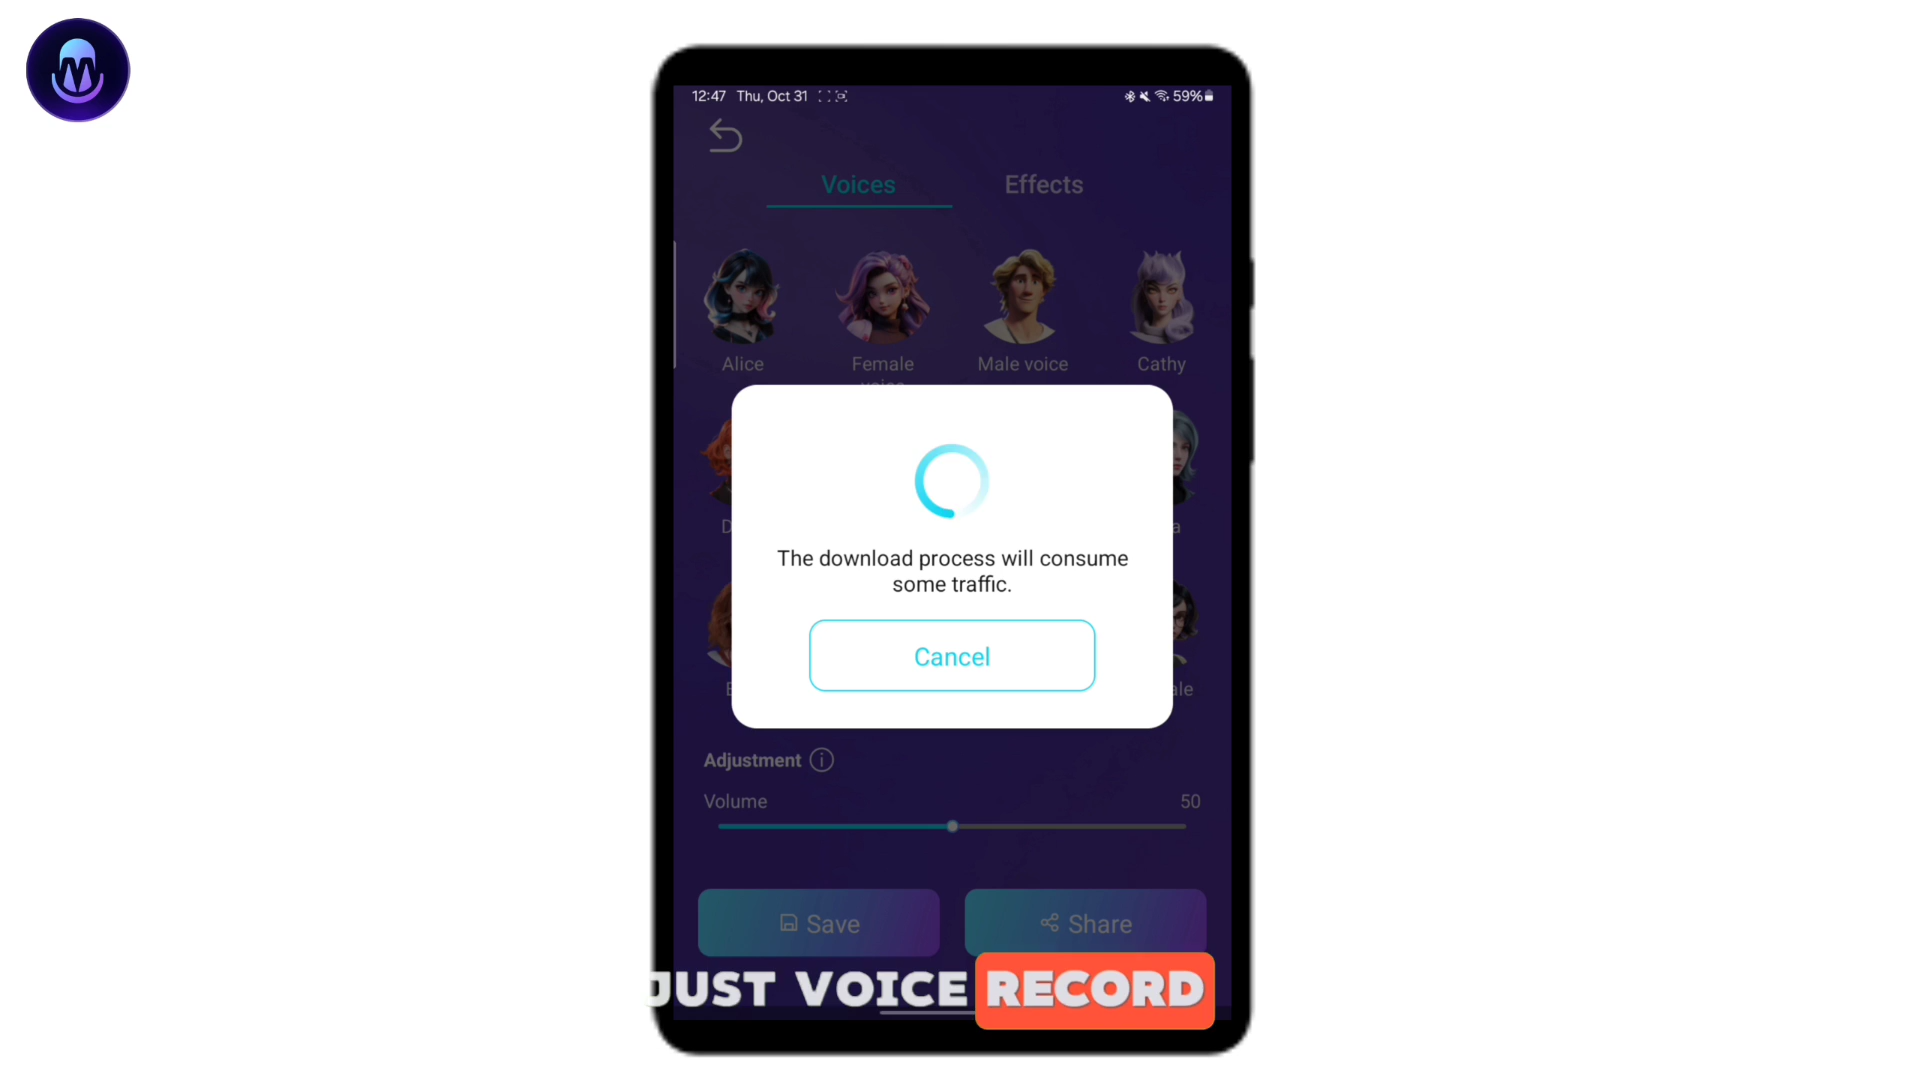 12:47 Thu, Oct 31 59%
Voices Effects
Alice Female Male voice Cathy
voice
The download process will consume
some traffic.
Cancel
Adjustment
Volume 50
Save Share
JUST VOICE RECORD